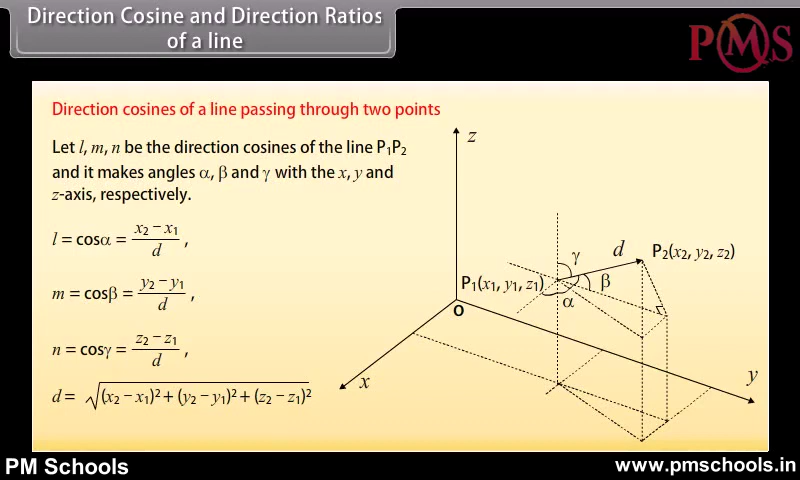 Direction Cosine and Direction Ratios
of a line
PMS
Direction cosines of a line passing through two points
Let l, m, n be the direction cosines of the line P₁P₂
and it makes angles α, β and γ with the x, y and
z-axis, respectively.
l = cosα = (x₂ − x₁)/d ,
m = cosβ = (y₂ − y₁)/d ,
n = cosγ = (z₂ − z₁)/d ,
d = √((x₂ − x₁)² + (y₂ − y₁)² + (z₂ − z₁)²)
z
γ
d
P₂(x₂, y₂, z₂)
P₁(x₁, y₁, z₁)
β
α
O
x
y
PM Schools
www.pmschools.in